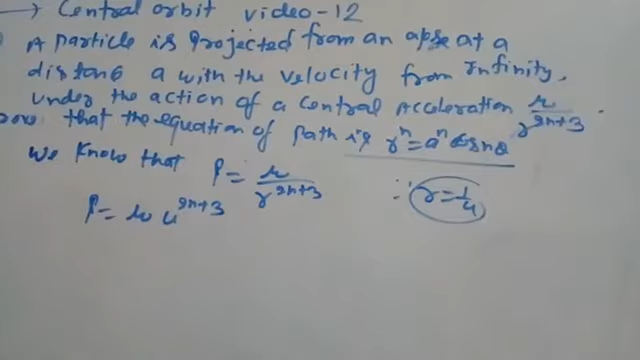 → Central orbit video-12
A particle is projected from an apse at a
distance a with the velocity from infinity,
under the action of a central Acceleration μ/r^2n+3.
prove that the equation of path is r^n = a^n cosnθ
We know that P = μ/r^2n+3
P = μ u^2n+3 ∵ r = 1/u